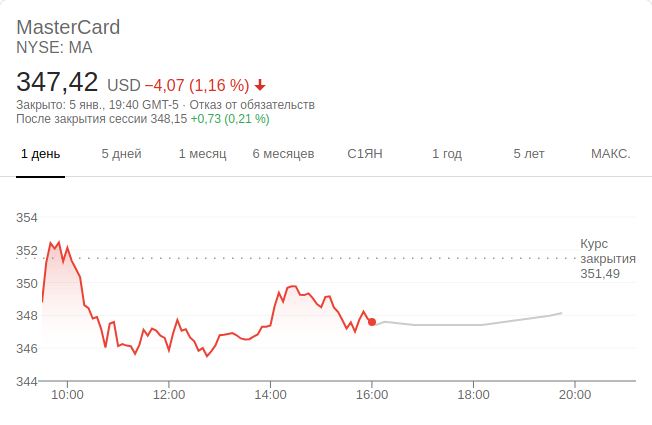 MasterCard
NYSE: MA
347,42 USD −4,07 (1,16 %)
Закрыто: 5 янв., 19:40 GMT-5 · Отказ от обязательств
После закрытия сессии 348,15 +0,73 (0,21 %)
1 день 5 дней 1 месяц 6 месяцев С1ЯН 1 год 5 лет МАКС.
354
352
350
348
346
344
Курс
закрытия
351,49
10:00 12:00 14:00 16:00 18:00 20:00